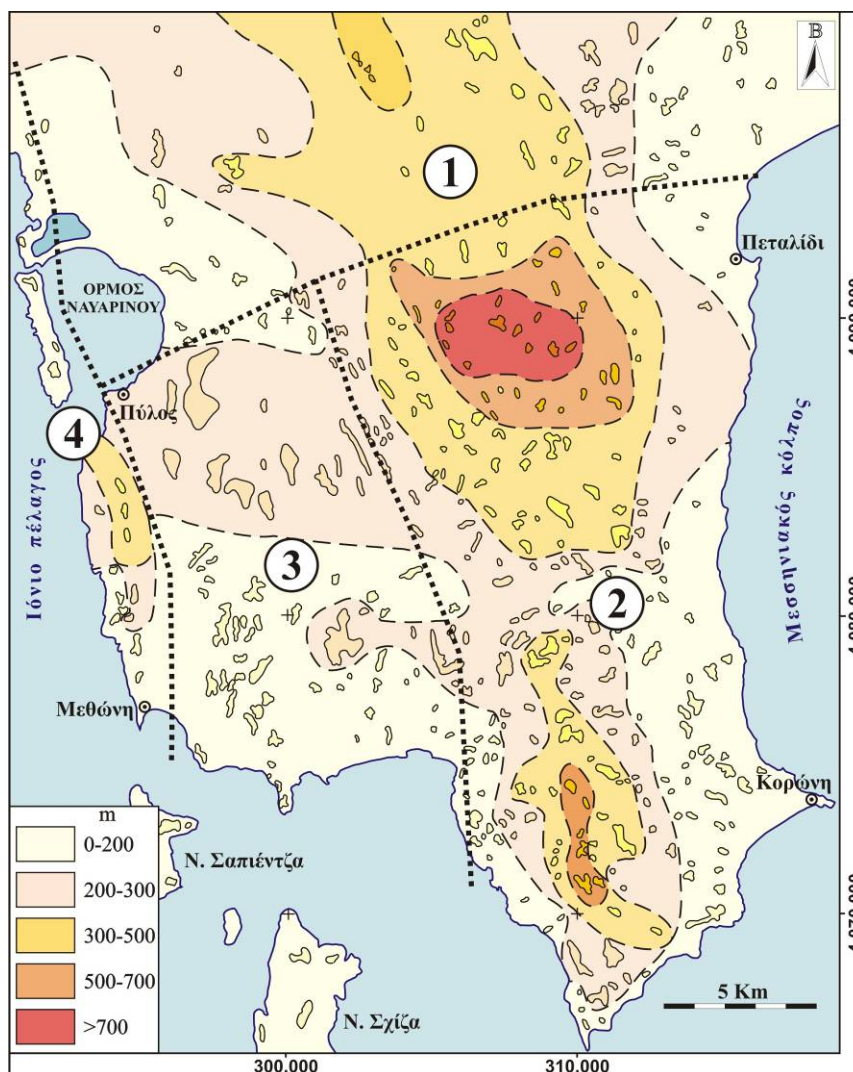 B
1
Πεταλίδι
ΟΡΜΟΣ
ΝΑΥΑΡΙΝΟΥ
Πύλος
4
Ιόνιο πέλαγος
Μεσσηνιακός κόλπος
3
2
Μεθώνη
Κορώνη
m
0-200
200-300
300-500
500-700
>700
Ν. Σαπιέντζα
Ν. Σχίζα
5 Km
300.000
310.000